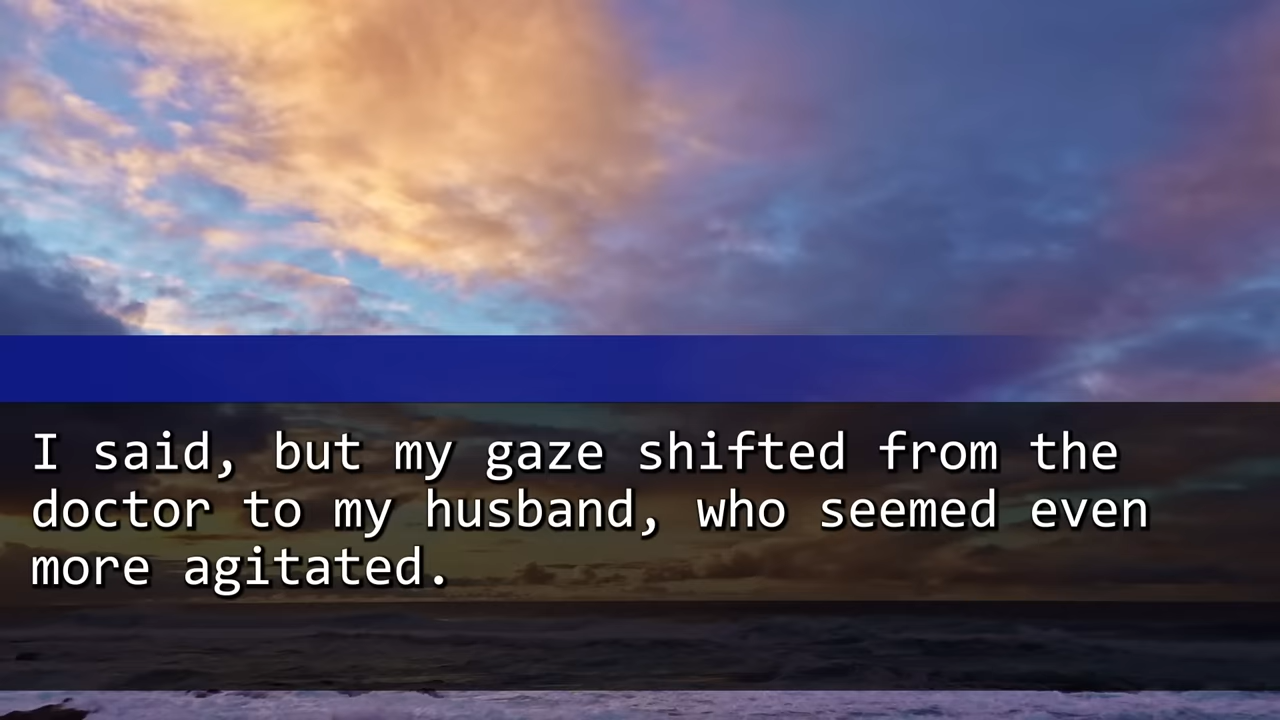 I said, but my gaze shifted from the
doctor to my husband, who seemed even
more agitated.